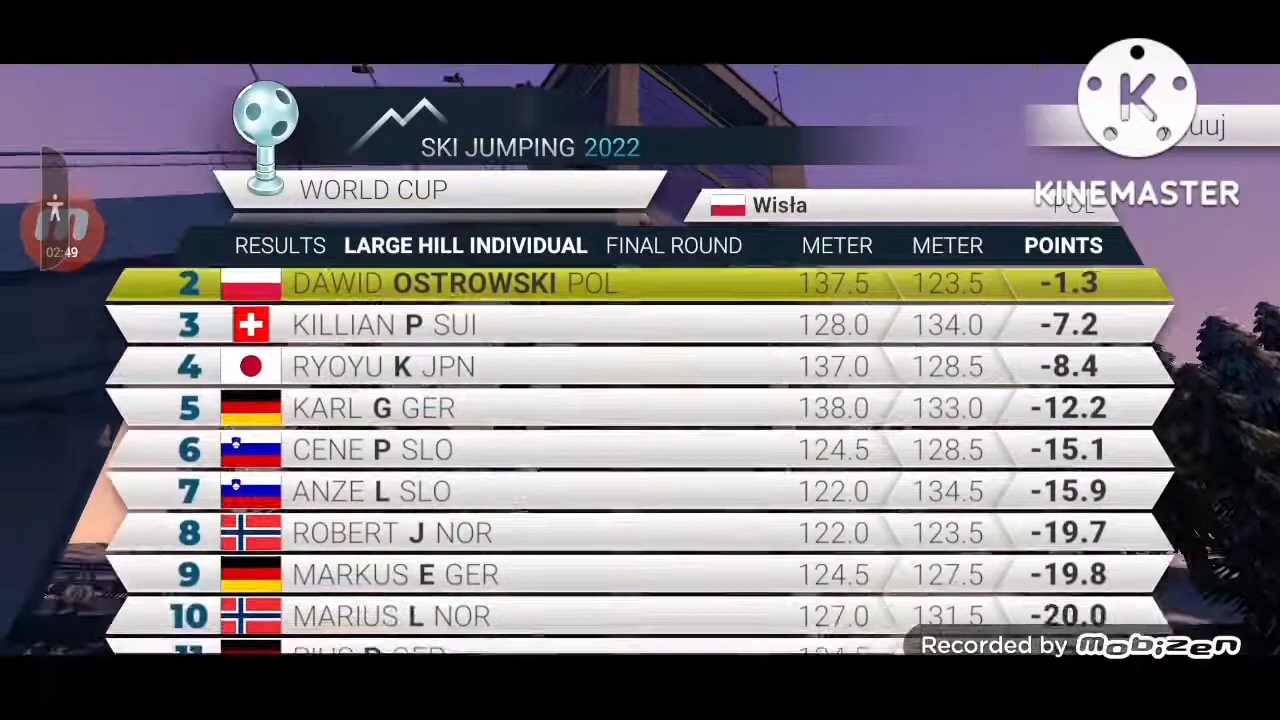 SKI JUMPING 2022
WORLD CUP
Wisła
KINEMASTER
02:49
RESULTS LARGE HILL INDIVIDUAL FINAL ROUND METER METER POINTS
2 DAWID OSTROWSKI POL 137.5 123.5 -1.3
3 KILLIAN P SUI 128.0 134.0 -7.2
4 RYOYU K JPN 137.0 128.5 -8.4
5 KARL G GER 138.0 133.0 -12.2
6 CENE P SLO 124.5 128.5 -15.1
7 ANZE L SLO 122.0 134.5 -15.9
8 ROBERT J NOR 122.0 123.5 -19.7
9 MARKUS E GER 124.5 127.5 -19.8
10 MARIUS L NOR 127.0 131.5 -20.0
Recorded by mobizen